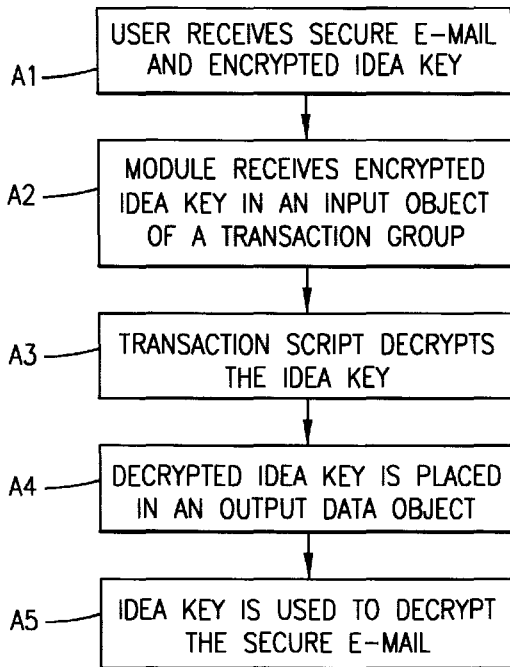 USER RECEIVES SECURE E-MAIL
AND ENCRYPTED IDEA KEY
A1
MODULE RECEIVES ENCRYPTED
IDEA KEY IN AN INPUT OBJECT
OF A TRANSACTION GROUP
A2
TRANSACTION SCRIPT DECRYPTS
THE IDEA KEY
A3
DECRYPTED IDEA KEY IS PLACED
IN AN OUTPUT DATA OBJECT
A4
IDEA KEY IS USED TO DECRYPT
THE SECURE E-MAIL
A5